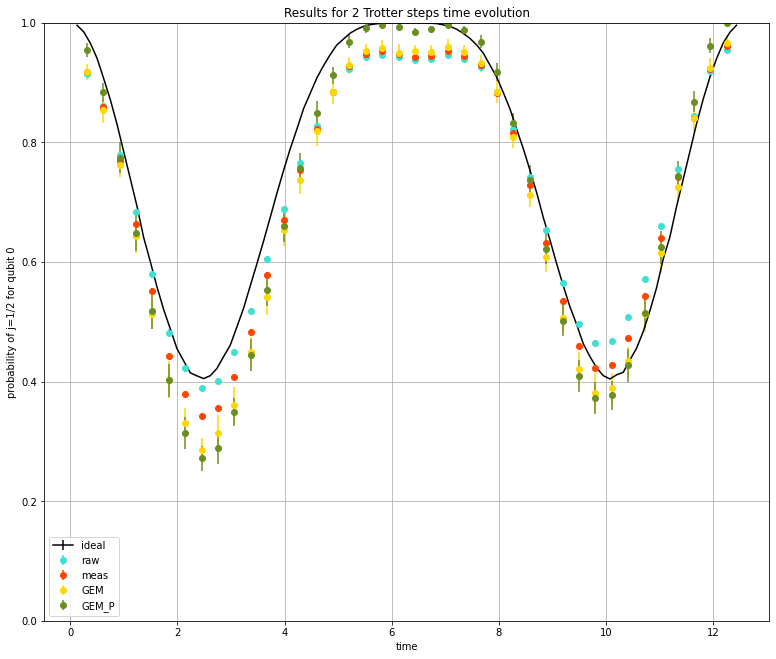 Results for 2 Trotter steps time evolution
probability of j=1/2 for qubit 0
1.0
0.8
0.6
0.4
0.2
0.0
ideal
raw
meas
GEM
GEM_P
0 2 4 6 8 10 12
time